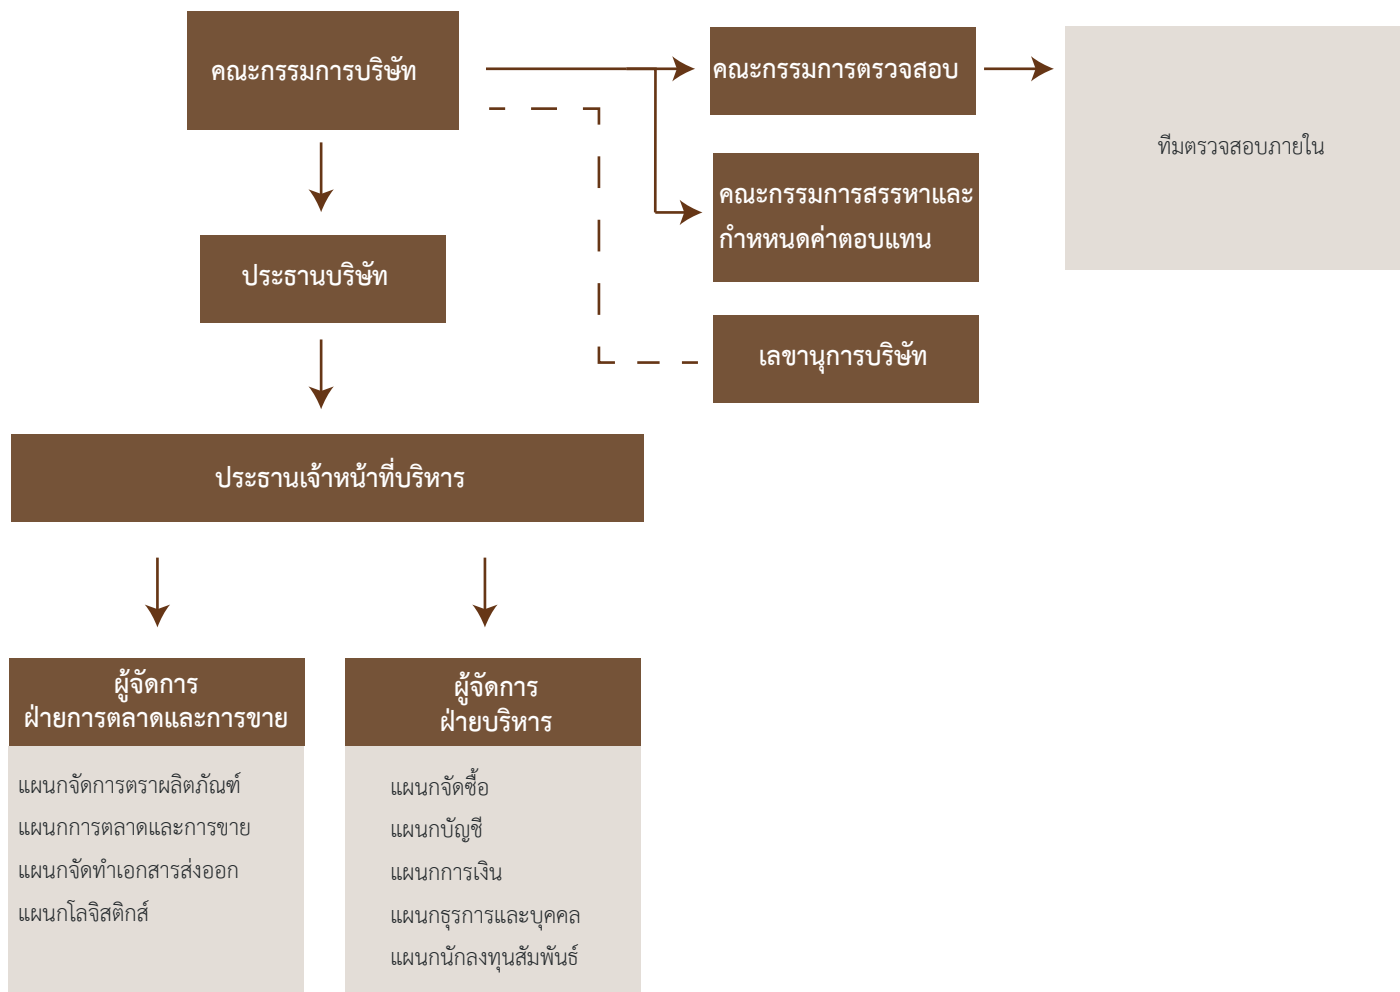 คณะกรรมการบริษัท
คณะกรรมการตรวจสอบ
ทีมตรวจสอบภายใน
คณะกรรมการสรรหาและ
กำหหนดค่าตอบแทน
ประธานบริษัท
เลขานุการบริษัท
ประธานเจ้าหน้าที่บริหาร
ผู้จัดการ
ฝ่ายการตลาดและการขาย
แผนกจัดการตราผลิตภัณฑ์
แผนกการตลาดและการขาย
แผนกจัดทำเอกสารส่งออก
แผนกโลจิสติกส์
ผู้จัดการ
ฝ่ายบริหาร
แผนกจัดซื้อ
แผนกบัญชี
แผนกการเงิน
แผนกธุรการและบุคคล
แผนกนักลงทุนสัมพันธ์